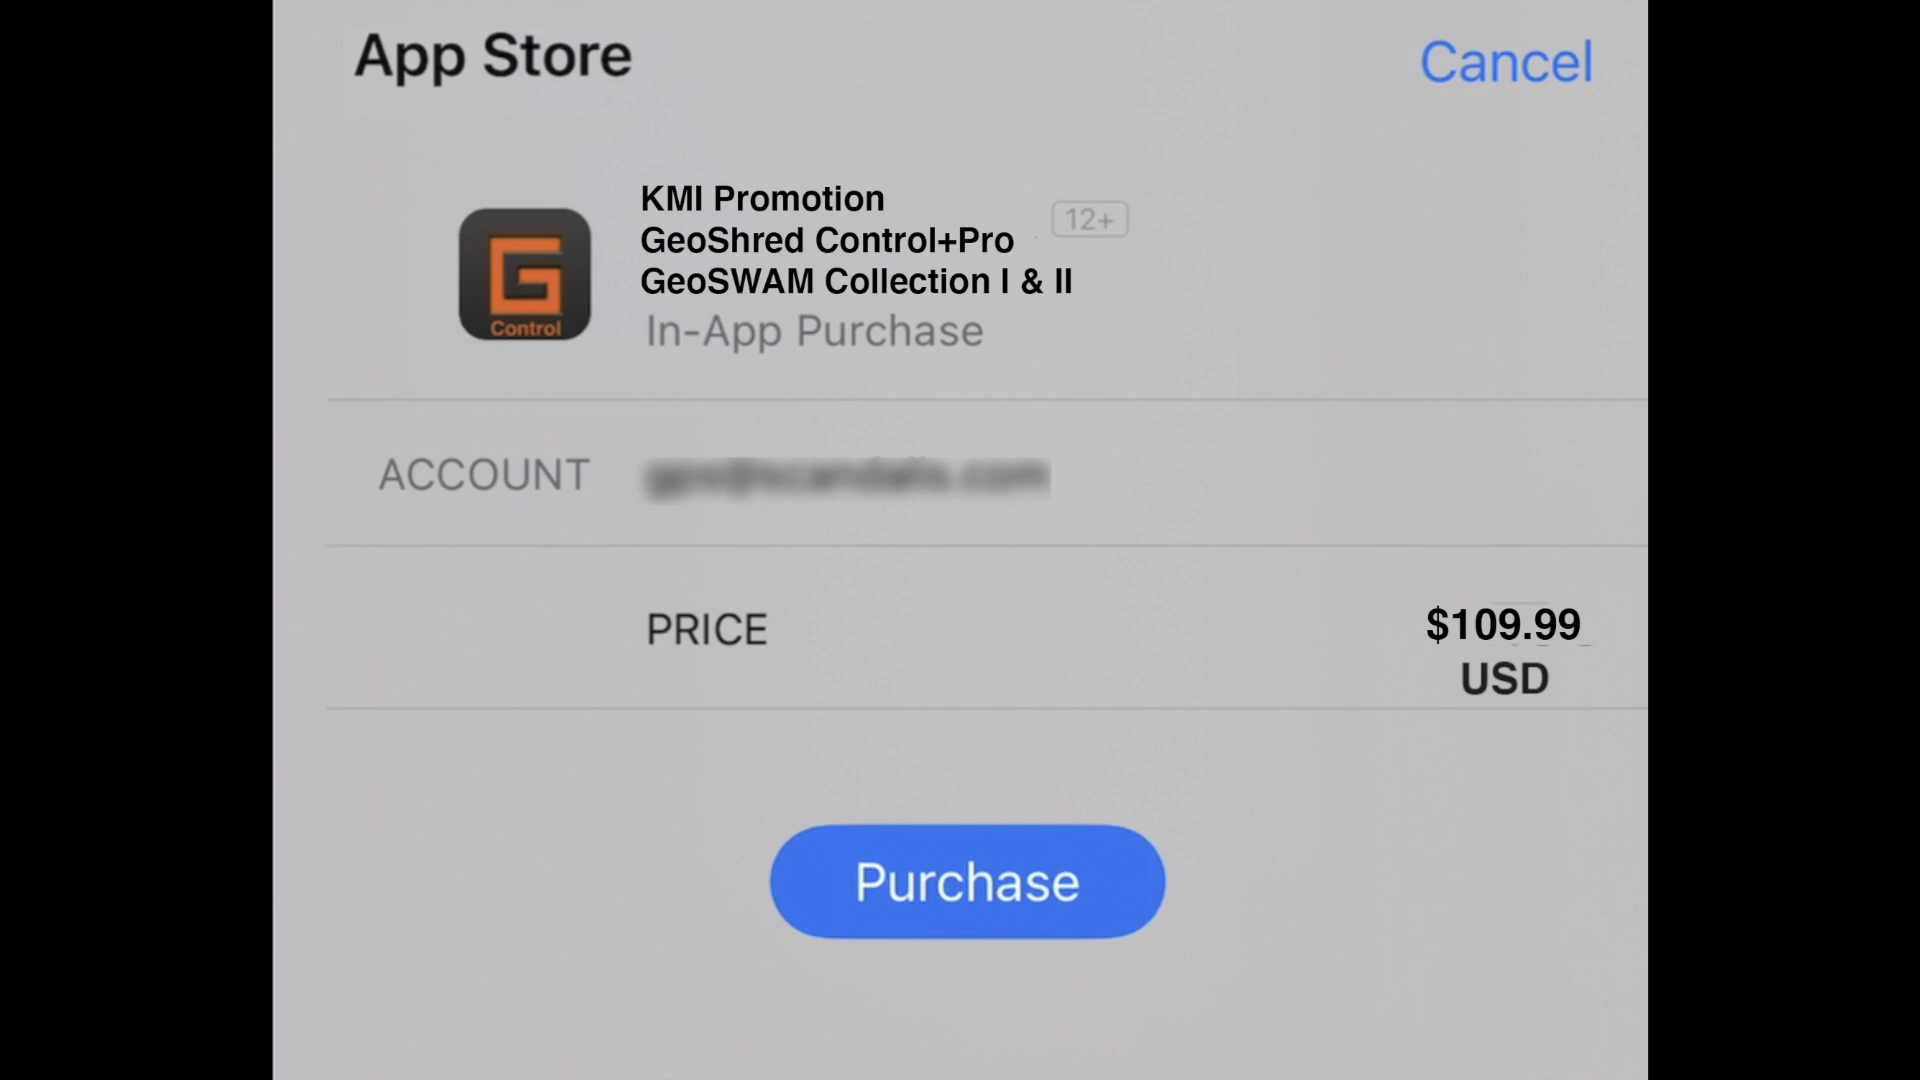 App Store
Cancel
KMI Promotion
12+
GeoShred Control+Pro
GeoSWAM Collection I & II
In-App Purchase
Control
ACCOUNT
PRICE
$109.99
USD
Purchase